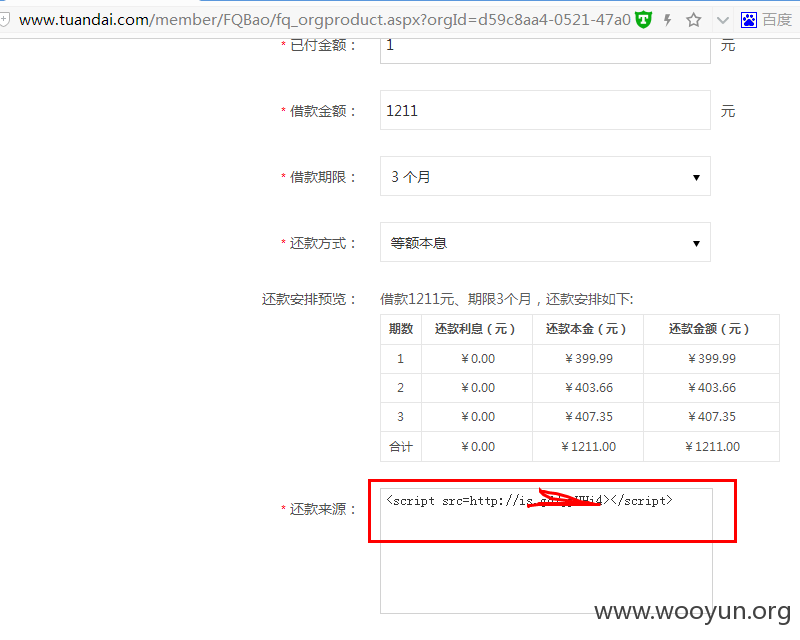 www.tuandai.com/member/FQBao/fq_orgproduct.aspx?orgId=d59c8aa4-0521-47a0 百度
* 已付金额： 1 元
* 借款金额： 1211 元
* 借款期限： 3 个月
* 还款方式： 等额本息
还款安排预览： 借款1211元、期限3个月，还款安排如下:
期数 还款利息（元） 还款本金（元） 还款金额（元）
1 ￥0.00 ￥399.99 ￥399.99
2 ￥0.00 ￥403.66 ￥403.66
3 ￥0.00 ￥407.35 ￥407.35
合计 ￥0.00 ￥1211.00 ￥1211.00
* 还款来源： <script src=http://is. ></script>
www.wooyun.org